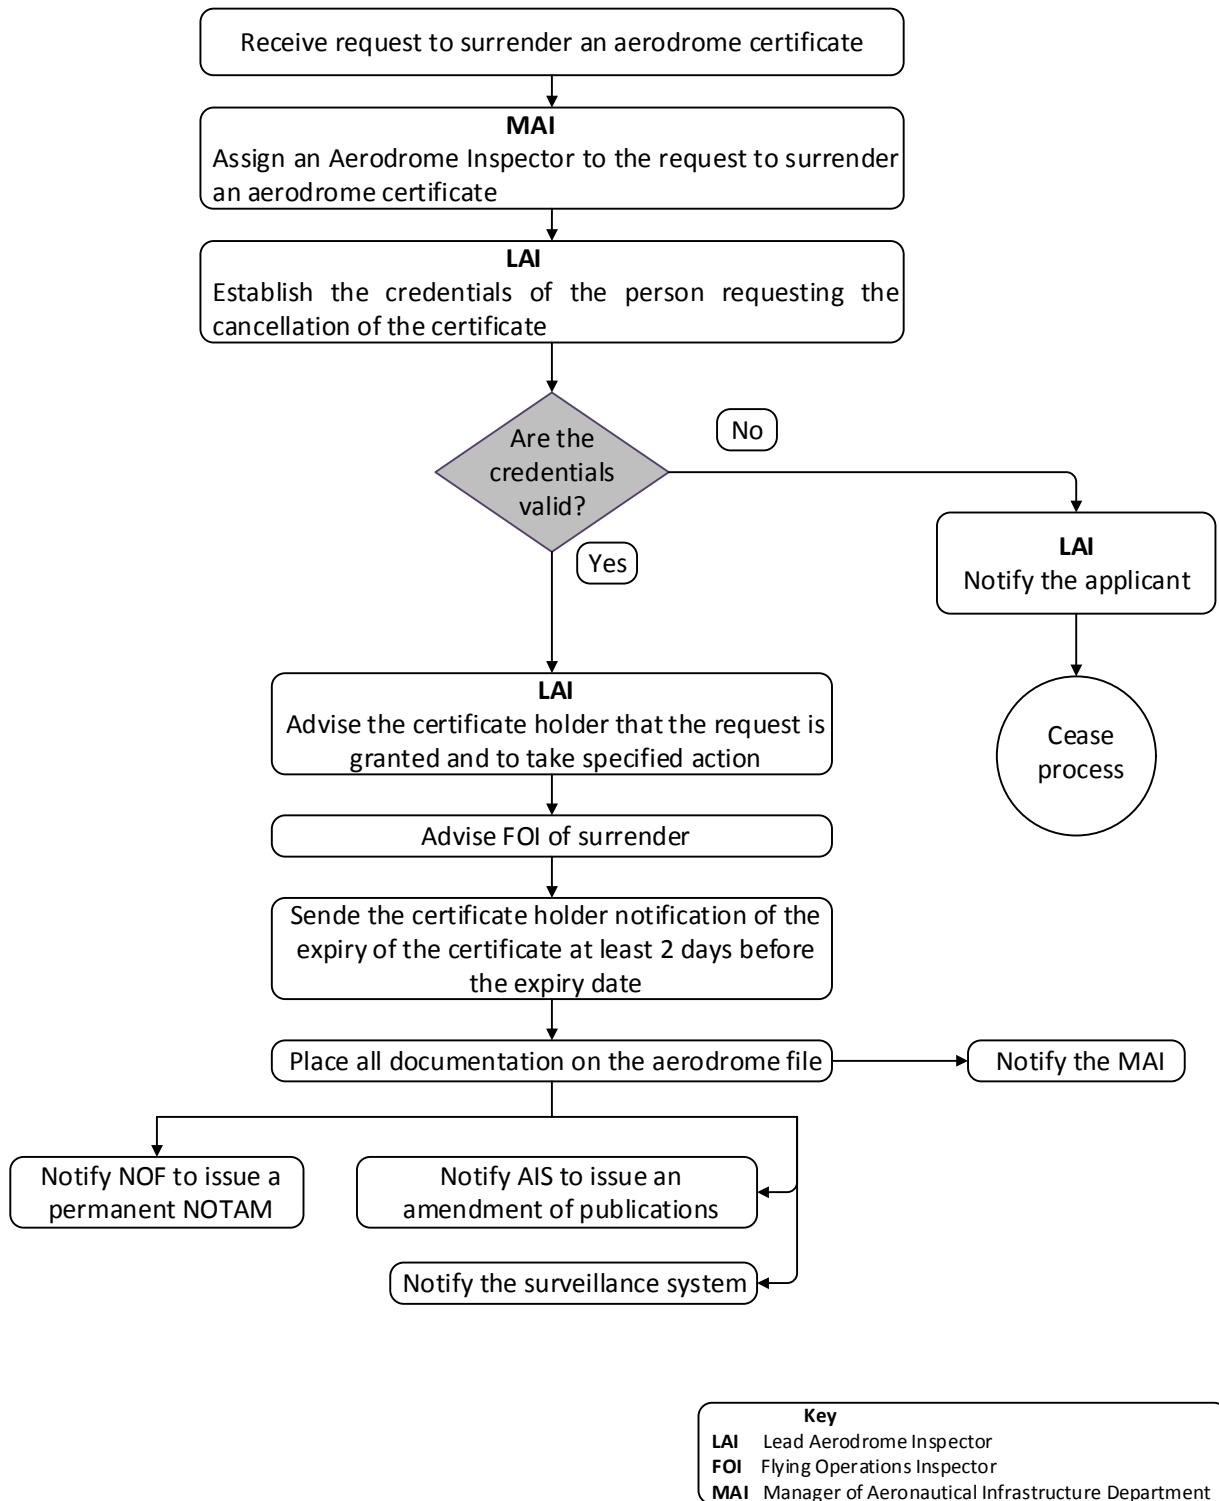 Receive request to surrender an aerodrome certificate
MAI
Assign an Aerodrome Inspector to the request to surrender
an aerodrome certificate
LAI
Establish the credentials of the person requesting the
cancellation of the certificate
Are the
credentials
valid?
No
Yes
LAI
Notify the applicant
Cease
process
LAI
Advise the certificate holder that the request is
granted and to take specified action
Advise FOI of surrender
Sende the certificate holder notification of the
expiry of the certificate at least 2 days before
the expiry date
Place all documentation on the aerodrome file
Notify the MAI
Notify NOF to issue a
permanent NOTAM
Notify AIS to issue an
amendment of publications
Notify the surveillance system
Key
LAI Lead Aerodrome Inspector
FOI Flying Operations Inspector
MAI Manager of Aeronautical Infrastructure Department